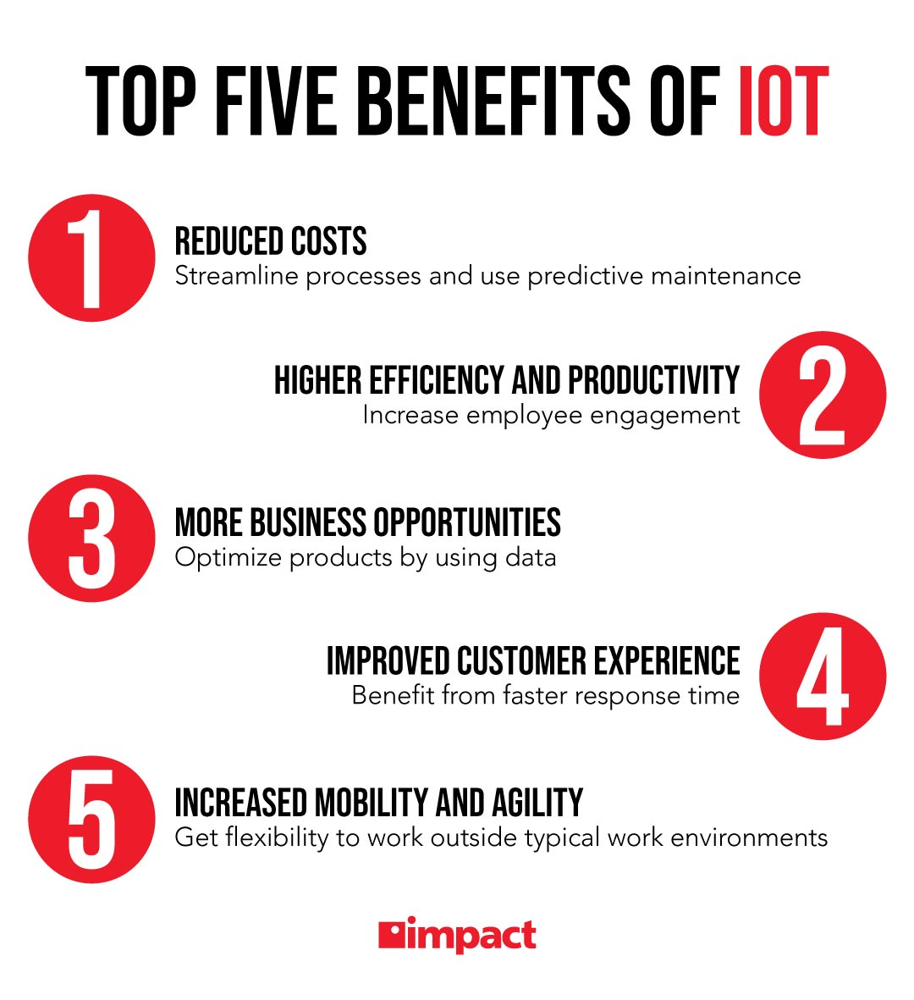 TOP FIVE BENEFITS OF IOT
1
REDUCED COSTS
Streamline processes and use predictive maintenance
HIGHER EFFICIENCY AND PRODUCTIVITY
Increase employee engagement
2
3
MORE BUSINESS OPPORTUNITIES
Optimize products by using data
IMPROVED CUSTOMER EXPERIENCE
Benefit from faster response time
4
5
INCREASED MOBILITY AND AGILITY
Get flexibility to work outside typical work environments
impact